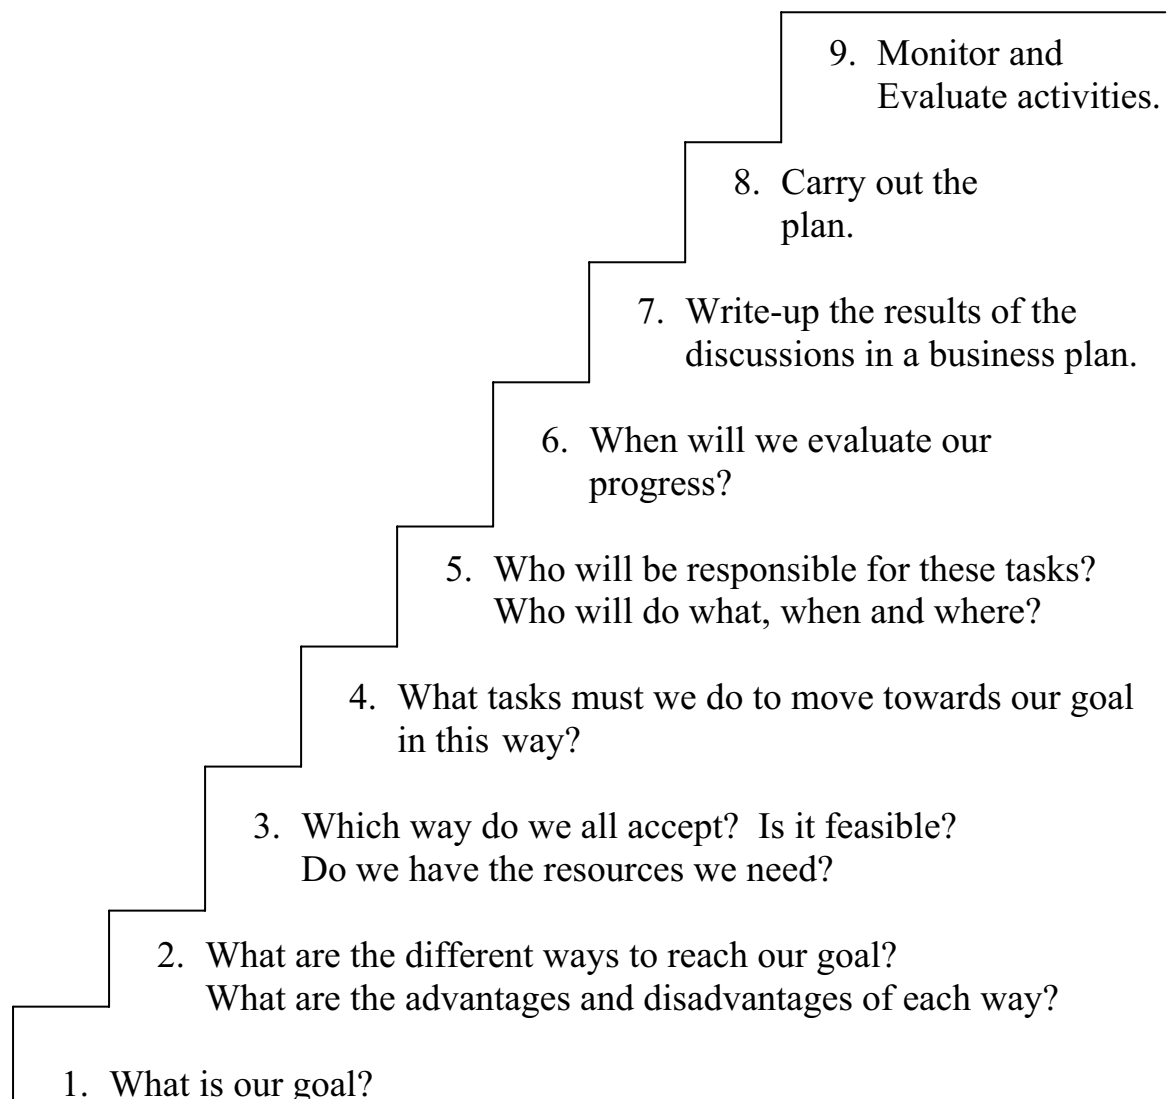 9. Monitor and
Evaluate activities.
8. Carry out the
plan.
7. Write-up the results of the
discussions in a business plan.
6. When will we evaluate our
progress?
5. Who will be responsible for these tasks?
Who will do what, when and where?
4. What tasks must we do to move towards our goal
in this way?
3. Which way do we all accept? Is it feasible?
Do we have the resources we need?
2. What are the different ways to reach our goal?
What are the advantages and disadvantages of each way?
1. What is our goal?